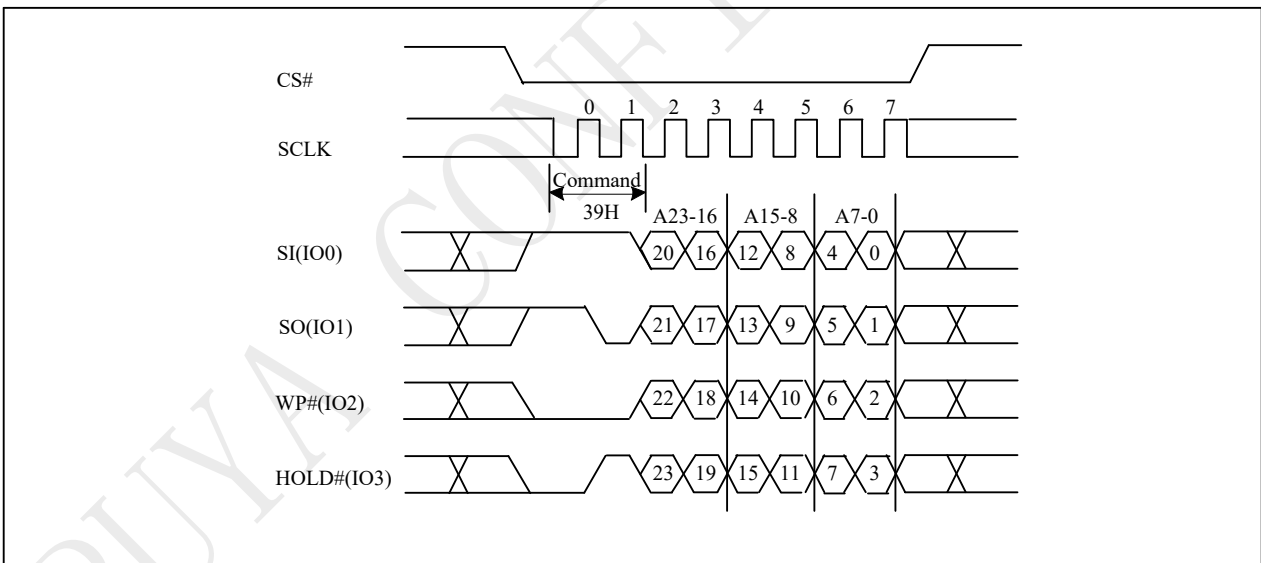 CS#
0 1 2 3 4 5 6 7
SCLK
Command
39H
A23-16 A15-8 A7-0
SI(IO0) 20 16 12 8 4 0
SO(IO1) 21 17 13 9 5 1
WP#(IO2) 22 18 14 10 6 2
HOLD#(IO3) 23 19 15 11 7 3
PUYA CONF